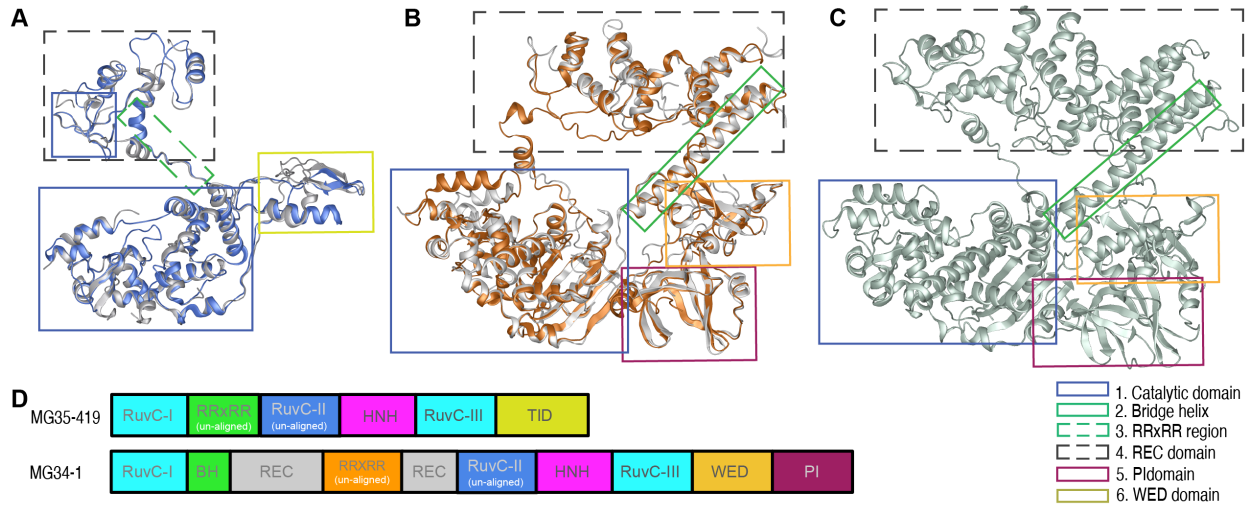 A
B
C
D
MG35-419
RuvC-I
RRxRR
(un-aligned)
RuvC-II
(un-aligned)
HNH
RuvC-III
TID
MG34-1
RuvC-I
BH
REC
RRXRR
(un-aligned)
REC
RuvC-II
(un-aligned)
HNH
RuvC-III
WED
PI
1. Catalytic domain
2. Bridge helix
3. RRxRR region
4. REC domain
5. PIdomain
6. WED domain